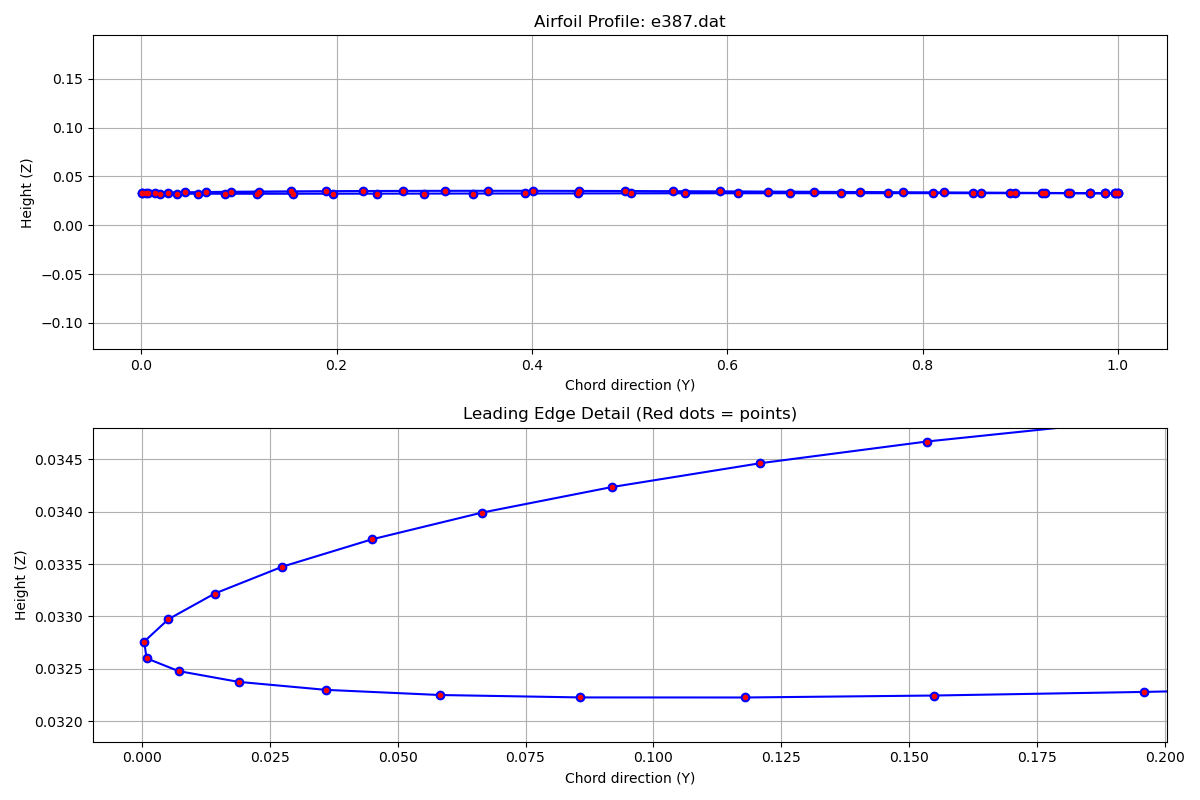 Airfoil Profile: e387.dat
0.15
0.10
0.05
0.00
−0.05
−0.10
Height (Z)
0.0 0.2 0.4 0.6 0.8 1.0
Chord direction (Y)
Leading Edge Detail (Red dots = points)
0.0345
0.0340
0.0335
0.0330
0.0325
0.0320
Height (Z)
0.000 0.025 0.050 0.075 0.100 0.125 0.150 0.175 0.200
Chord direction (Y)